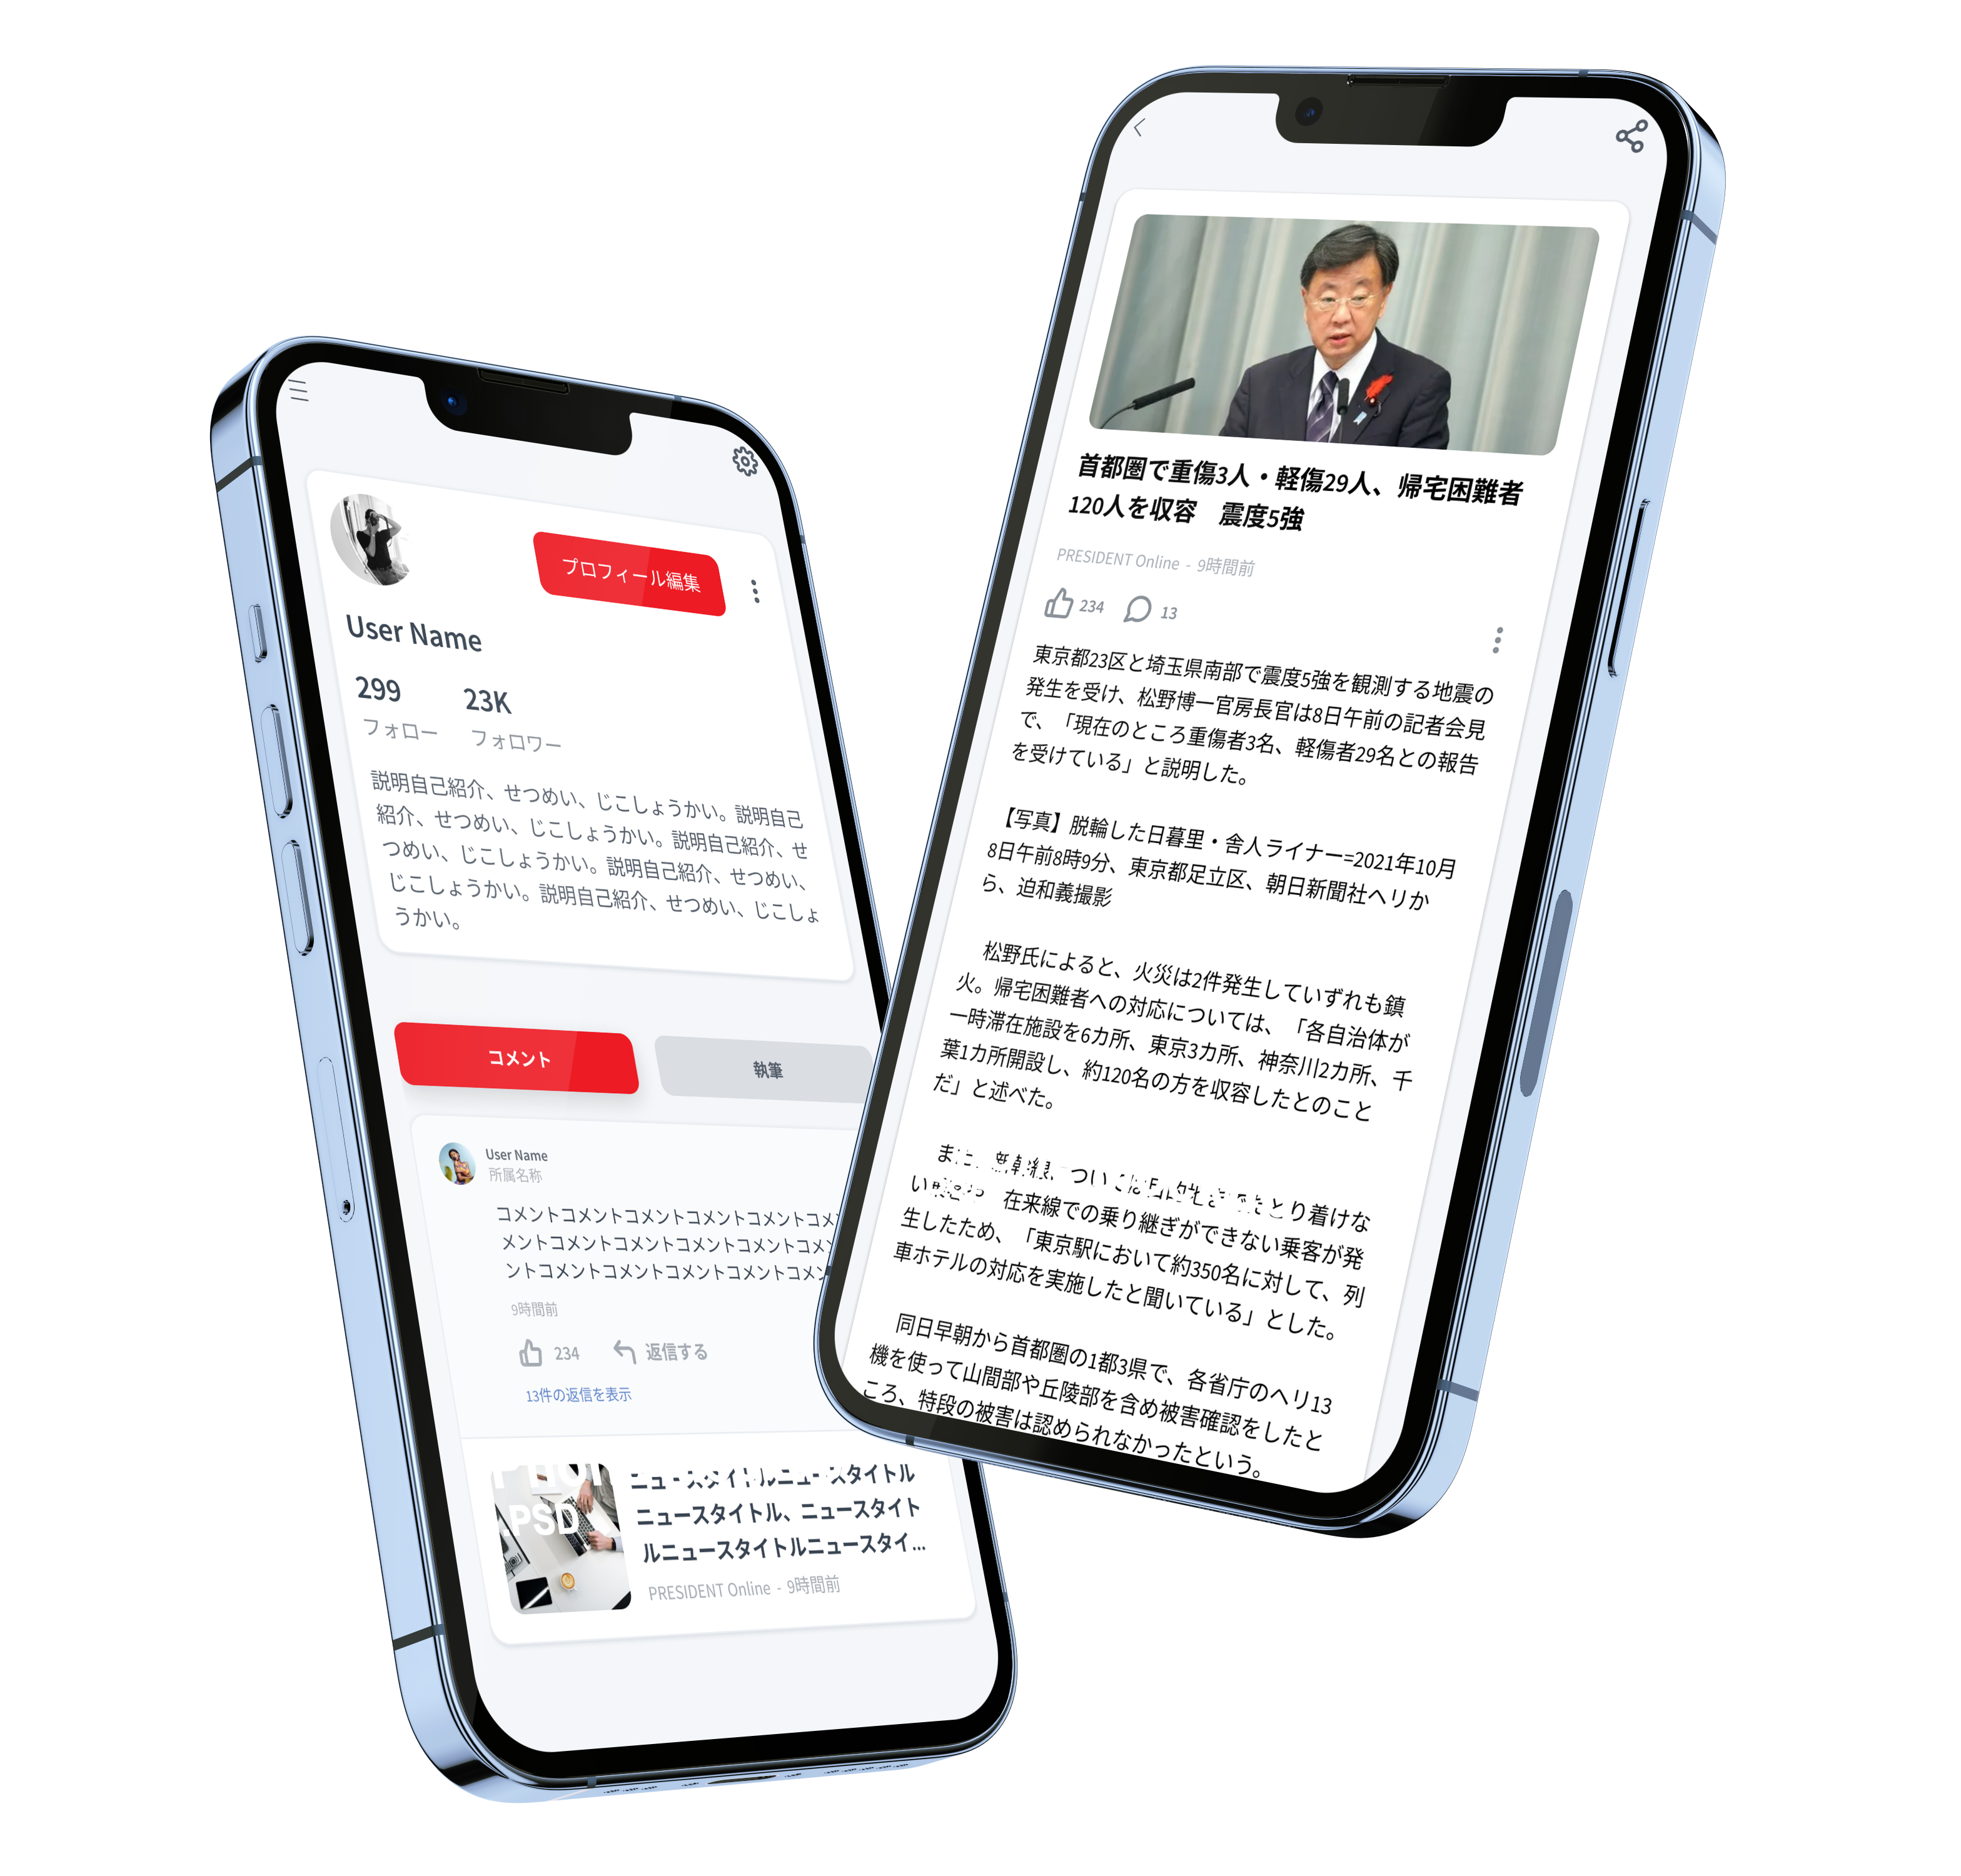 プロフィール編集
User Name
299
23K
フォロー
フォロワー
説明自己紹介、せつめい、じこしょうかい。説明自己
紹介、せつめい、じこしょうかい。説明自己紹介、せ
つめい、じこしょうかい。説明自己紹介、せつめい、
じこしょうかい。説明自己紹介、せつめい、じこしょ
うかい。
コメント
執筆
User Name
所属名称
コメントコメントコメントコメントコメントコメ
メントコメントコメントコメントコメントコメン
ントコメントコメントコメントコメントコメン
9時間前
234
返信する
13件の返信を表示
.PSD
ニュースタイトルニュースタイトル
ニュースタイトル、ニュースタイト
ルニュースタイトルニュースタイ...
PRESIDENT Online - 9時間前
首都圏で重傷3人・軽傷29人、帰宅困難者
120人を収容　震度5強
PRESIDENT Online - 9時間前
234
13
東京都23区と埼玉県南部で震度5強を観測する地震の
発生を受け、松野博一官房長官は8日午前の記者会見
で、「現在のところ重傷者3名、軽傷者29名との報告
を受けている」と説明した。
【写真】脱輪した日暮里・舎人ライナー=2021年10月
8日午前8時9分、東京都足立区、朝日新聞社ヘリか
ら、迫和義撮影
松野氏によると、火災は2件発生していずれも鎮
火。帰宅困難者への対応については、「各自治体が
一時滞在施設を6カ所、東京3カ所、神奈川2カ所、千
葉1カ所開設し、約120名の方を収容したとのこと
だ」と述べた。
とり着けな
い 在来線での乗り継ぎができない乗客が発
生したため、「東京駅において約350名に対して、列
車ホテルの対応を実施したと聞いている」とした。
同日早朝から首都圏の1都3県で、各省庁のヘリ13
機を使って山間部や丘陵部を含め被害確認をしたと
ころ、特段の被害は認められなかったという。